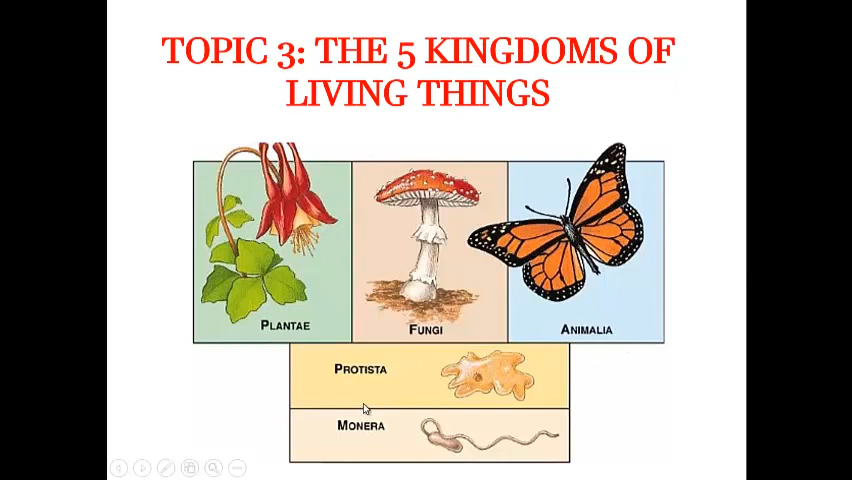 TOPIC 3: THE 5 KINGDOMS OF
LIVING THINGS
PLANTAE
FUNGI
ANIMALIA
PROTISTA
MONERA